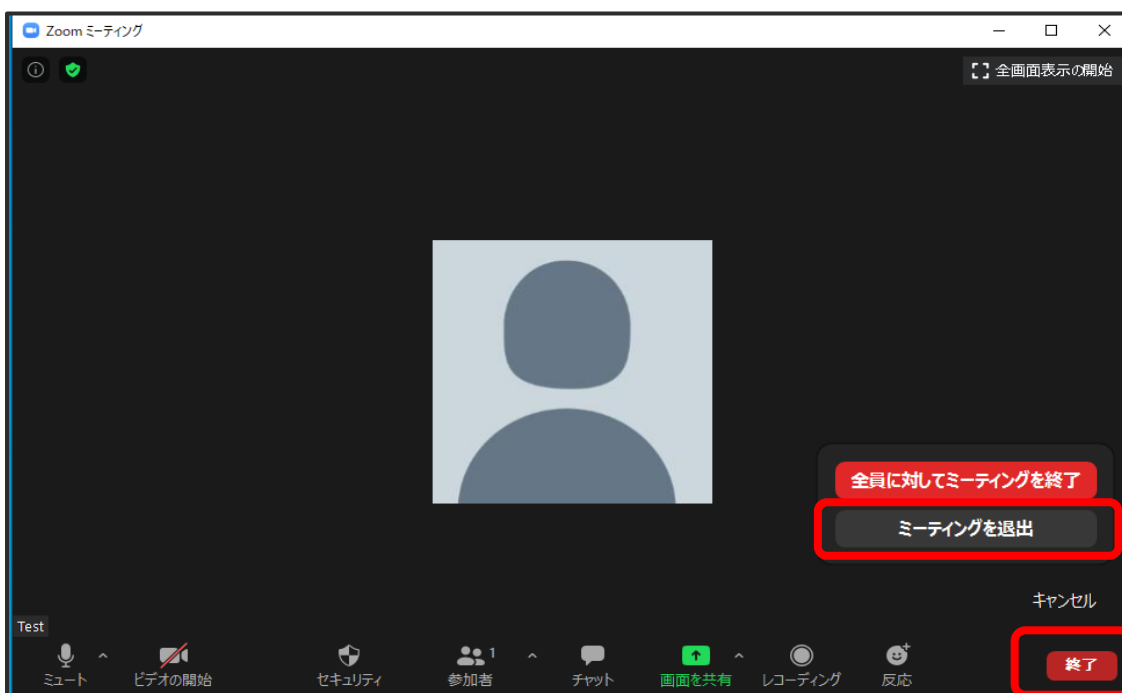 Zoom ミーティング
全画面表示の開始
全員に対してミーティングを終了
ミーティングを退出
キャンセル
Test
1
ミュート
ビデオの開始
セキュリティ
参加者
チャット
画面を共有
レコーディング
反応
終了